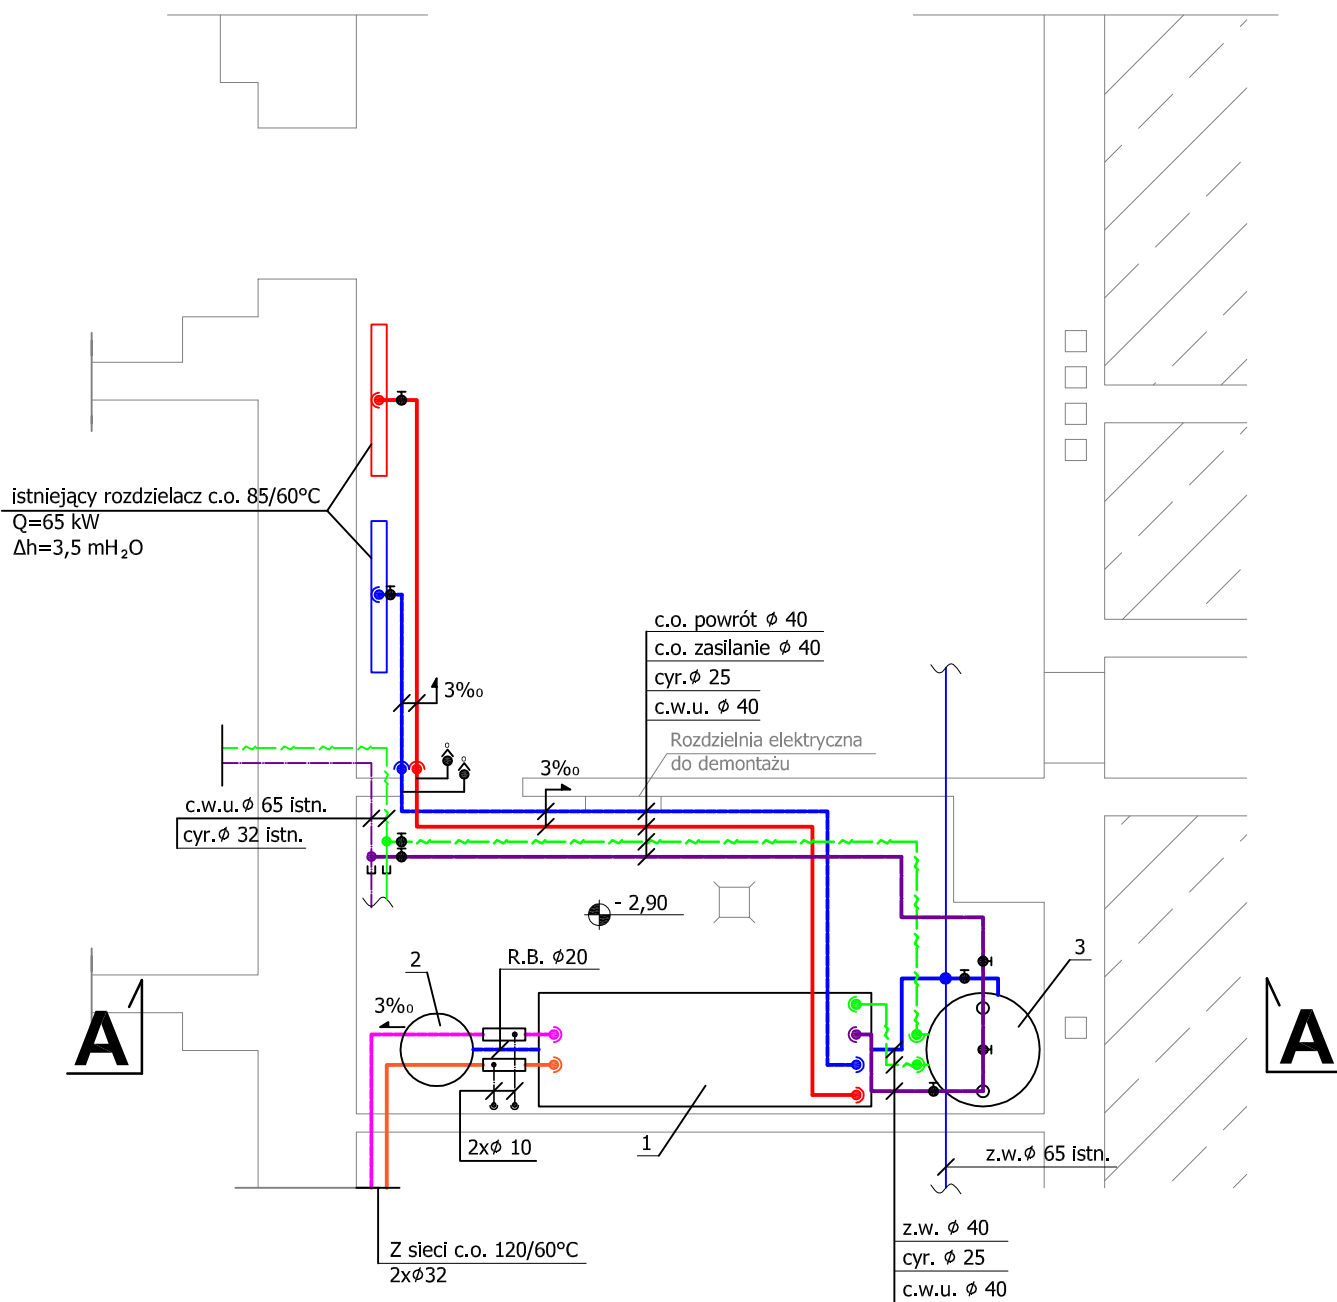 istniejący rozdzielacz c.o. 85/60°C
Q=65 kW
Δh=3,5 mH₂O
c.o. powrót ϕ 40
c.o. zasilanie ϕ 40
cyr.ϕ 25
c.w.u. ϕ 40
3‰
Rozdzielnia elektryczna
do demontażu
3‰
c.w.u.ϕ 65 istn.
cyr.ϕ 32 istn.
- 2,90
2
R.B. ϕ20
3
3‰
A
A
2xϕ 10
1
z.w.ϕ 65 istn.
Z sieci c.o. 120/60°C
2xϕ32
z.w. ϕ 40
cyr. ϕ 25
c.w.u. ϕ 40